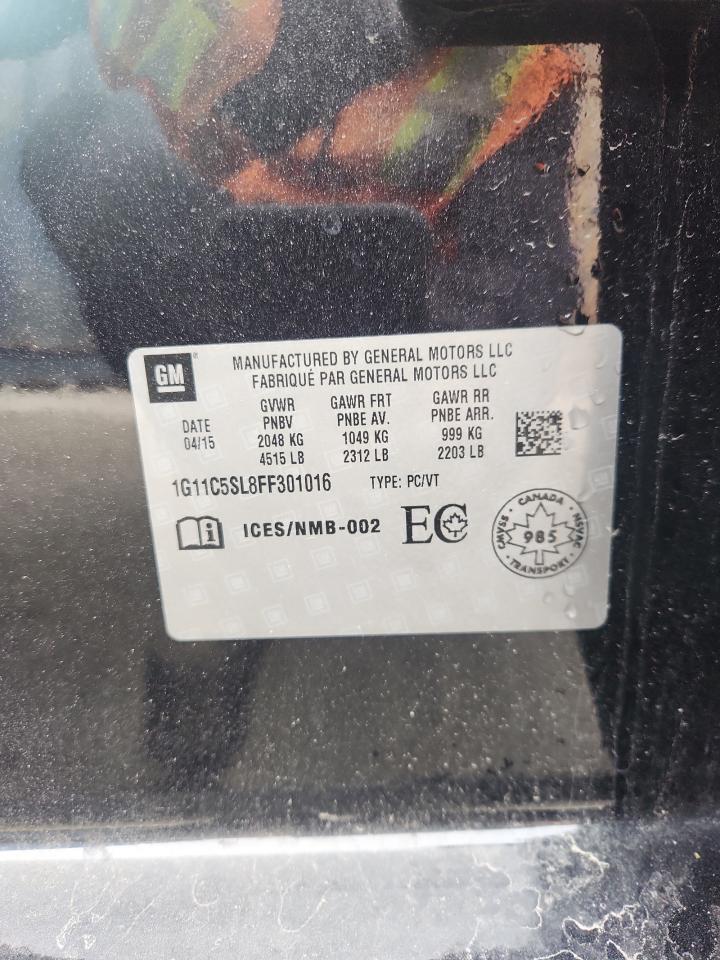 GM
MANUFACTURED BY GENERAL MOTORS LLC
FABRIQUÉ PAR GENERAL MOTORS LLC
DATE
04/15
GVWR
PNBV
2048 KG
4515 LB
GAWR FRT
PNBE AV.
1049 KG
2312 LB
GAWR RR
PNBE ARR.
999 KG
2203 LB
1G11C5SL8FF301016 TYPE: PC/VT
i ICES/NMB-002 EC
CANADA
CMVSS 985 NSVAC
TRANSPORT